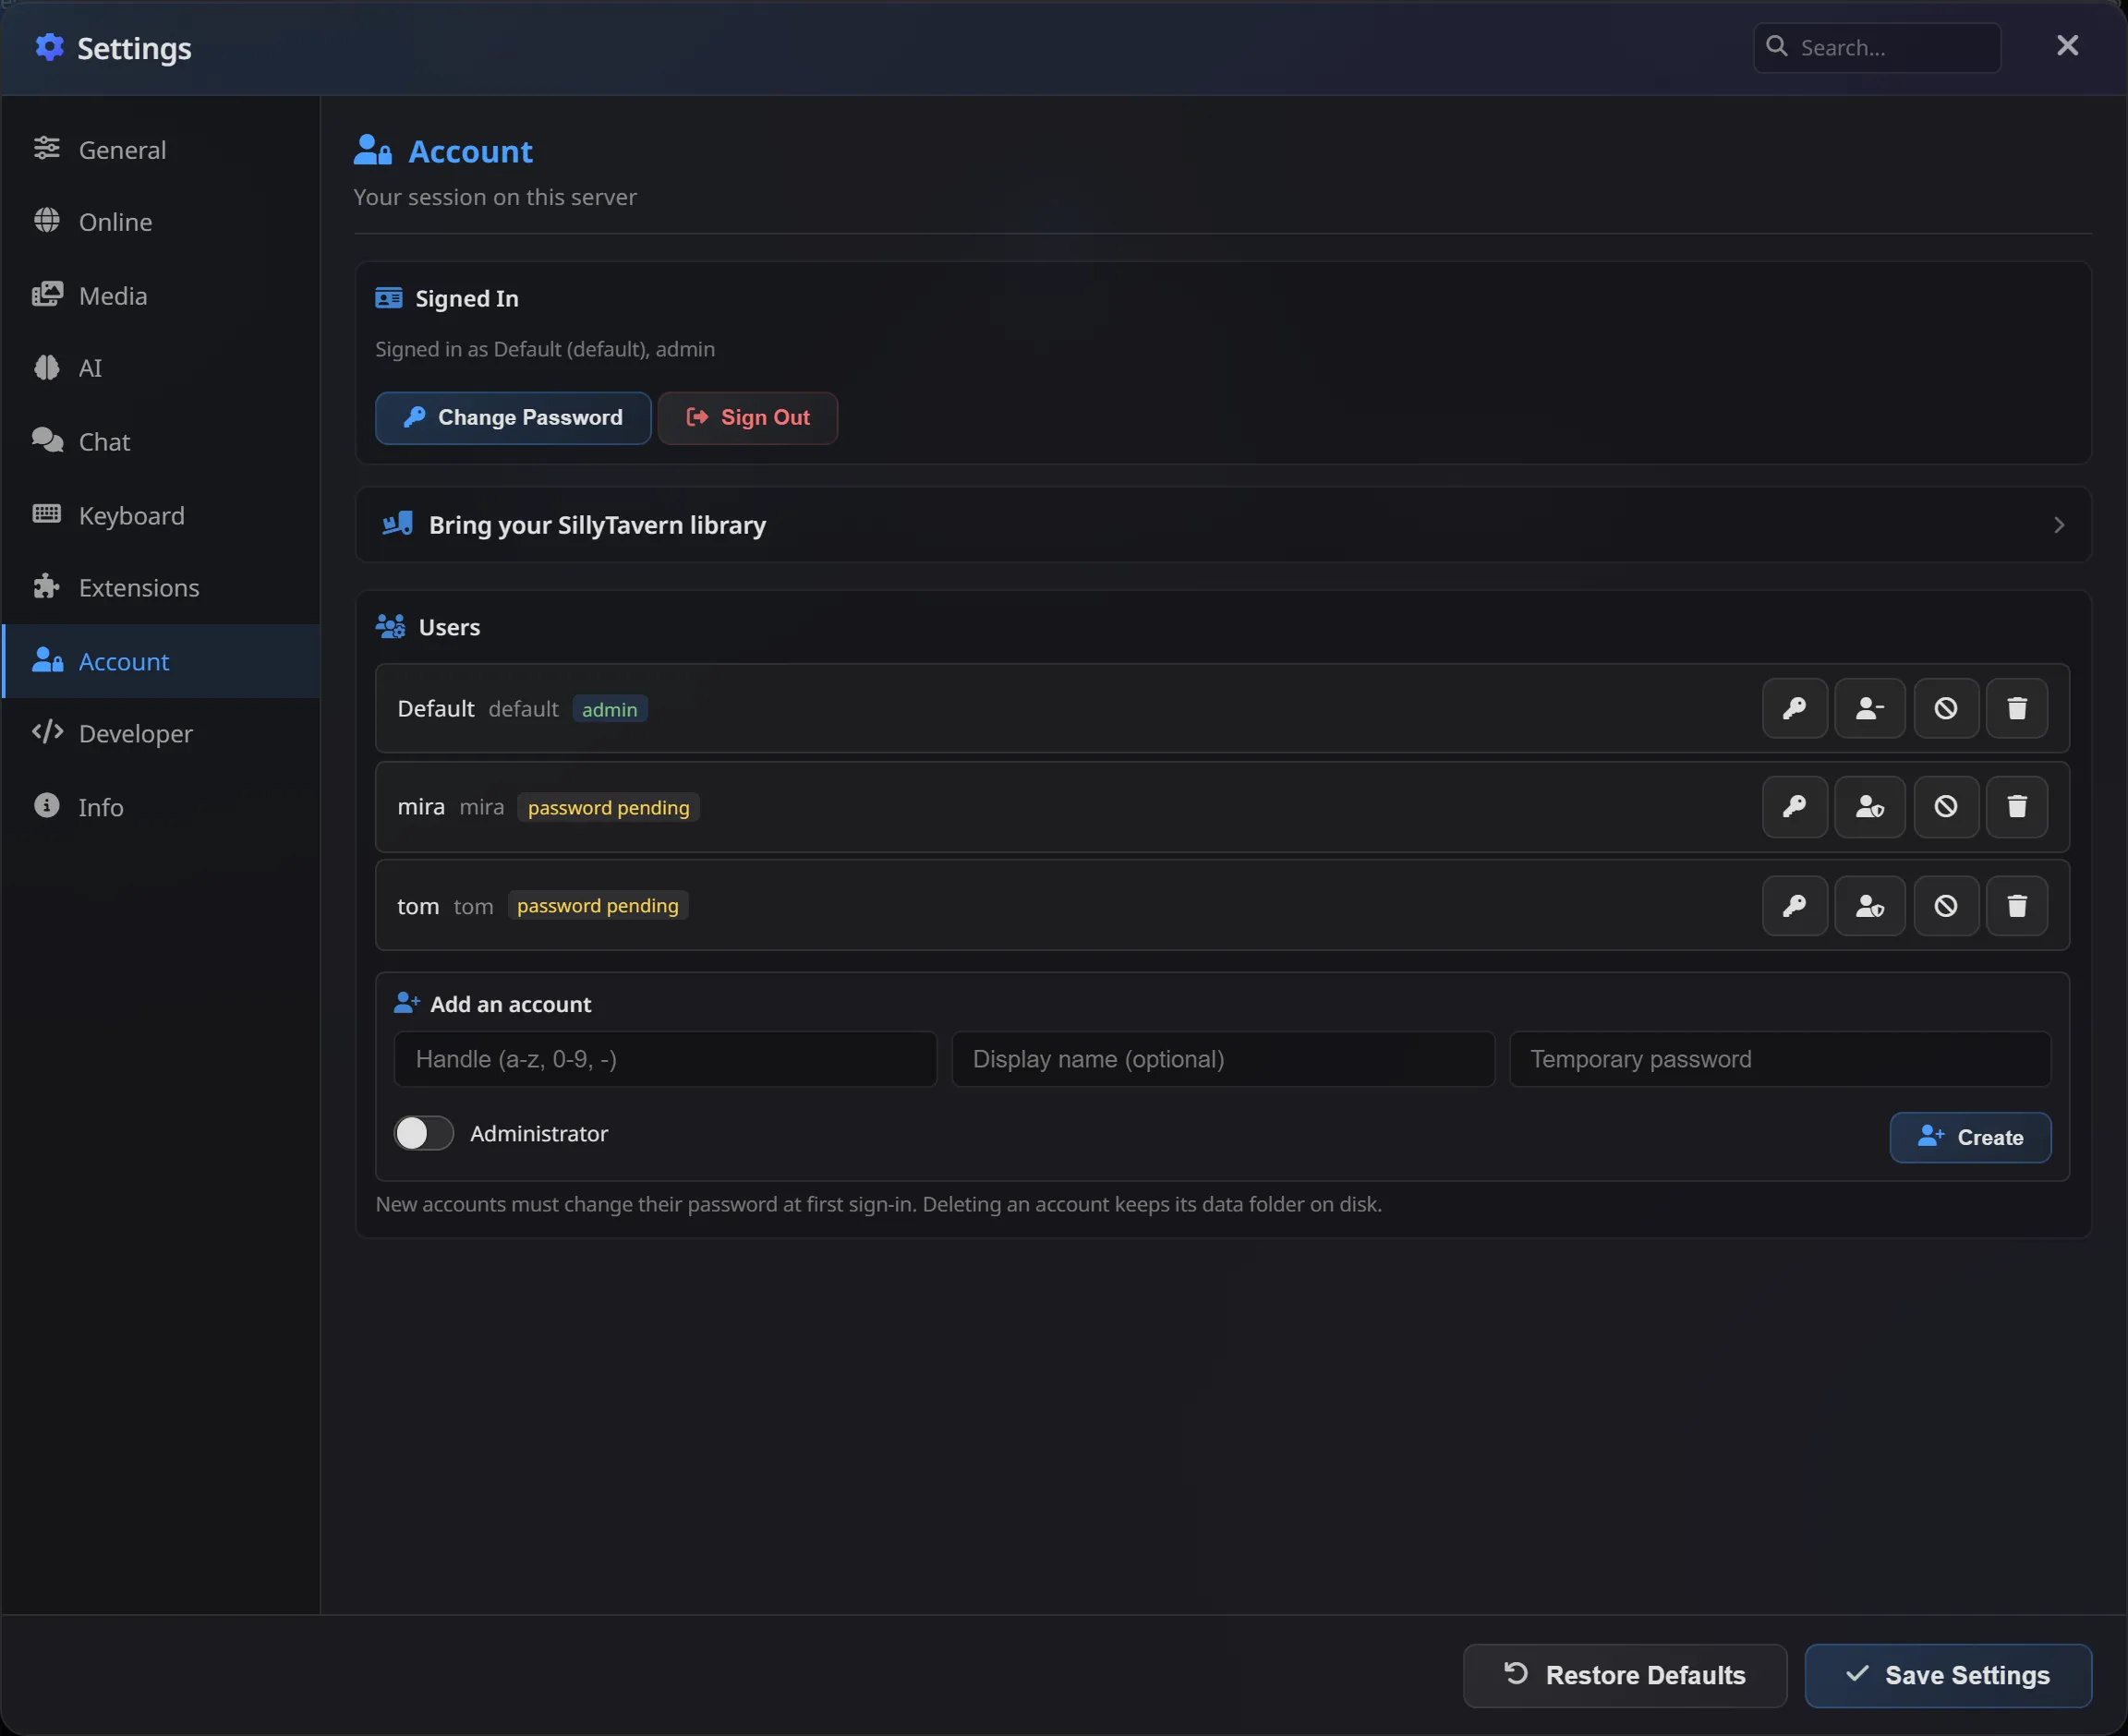 Settings
Search...
General
Online
Media
AI
Chat
Keyboard
Extensions
Account
Developer
Info
Account
Your session on this server
Signed In
Signed in as Default (default), admin
Change Password
Sign Out
Bring your SillyTavern library
Users
Default default admin
mira mira password pending
tom tom password pending
Add an account
Handle (a-z, 0-9, -)
Display name (optional)
Temporary password
Administrator
Create
New accounts must change their password at first sign-in. Deleting an account keeps its data folder on disk.
Restore Defaults
Save Settings